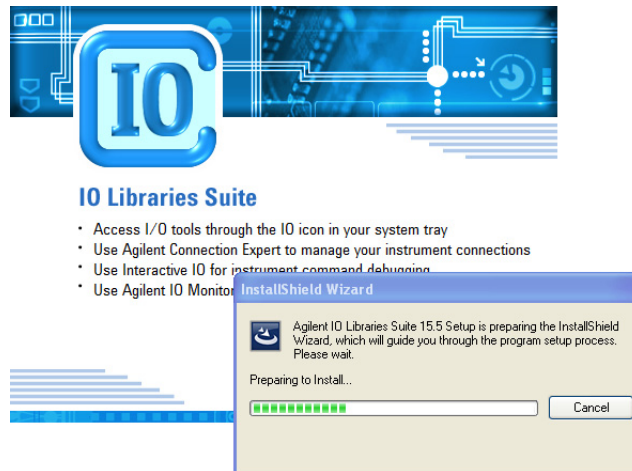 IO
IO Libraries Suite
· Access I/O tools through the IO icon in your system tray
· Use Agilent Connection Expert to manage your instrument connections
· Use Interactive IO for instrument command debugging
· Use Agilent IO Monitor
InstallShield Wizard
Agilent IO Libraries Suite 15.5 Setup is preparing the InstallShield
Wizard, which will guide you through the program setup process.
Please wait.
Preparing to Install...
Cancel